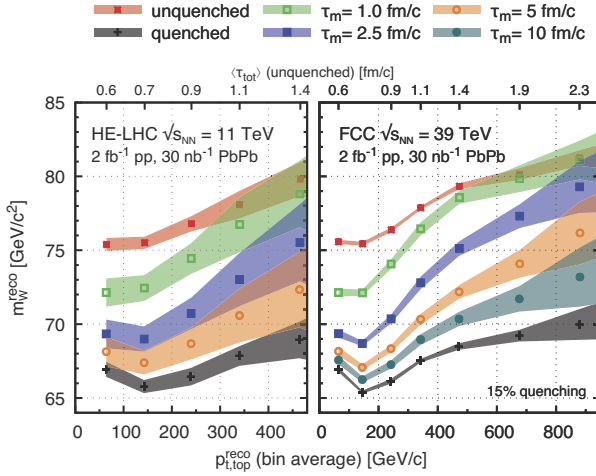 unquenched
quenched
τm= 1.0 fm/c
τm= 2.5 fm/c
τm= 5 fm/c
τm= 10 fm/c
⟨τtot⟩ (unquenched) [fm/c]
0.6 0.7 0.9 1.1 1.4
0.6 0.9 1.1 1.4 1.9 2.3
HE-LHC √sNN = 11 TeV
2 fb⁻¹ pp, 30 nb⁻¹ PbPb
FCC √sNN = 39 TeV
2 fb⁻¹ pp, 30 nb⁻¹ PbPb
15% quenching
mW^reco [GeV/c²]
80
75
70
65
0 100 200 300 400
0 200 400 600 800
pt,top^reco (bin average) [GeV/c]